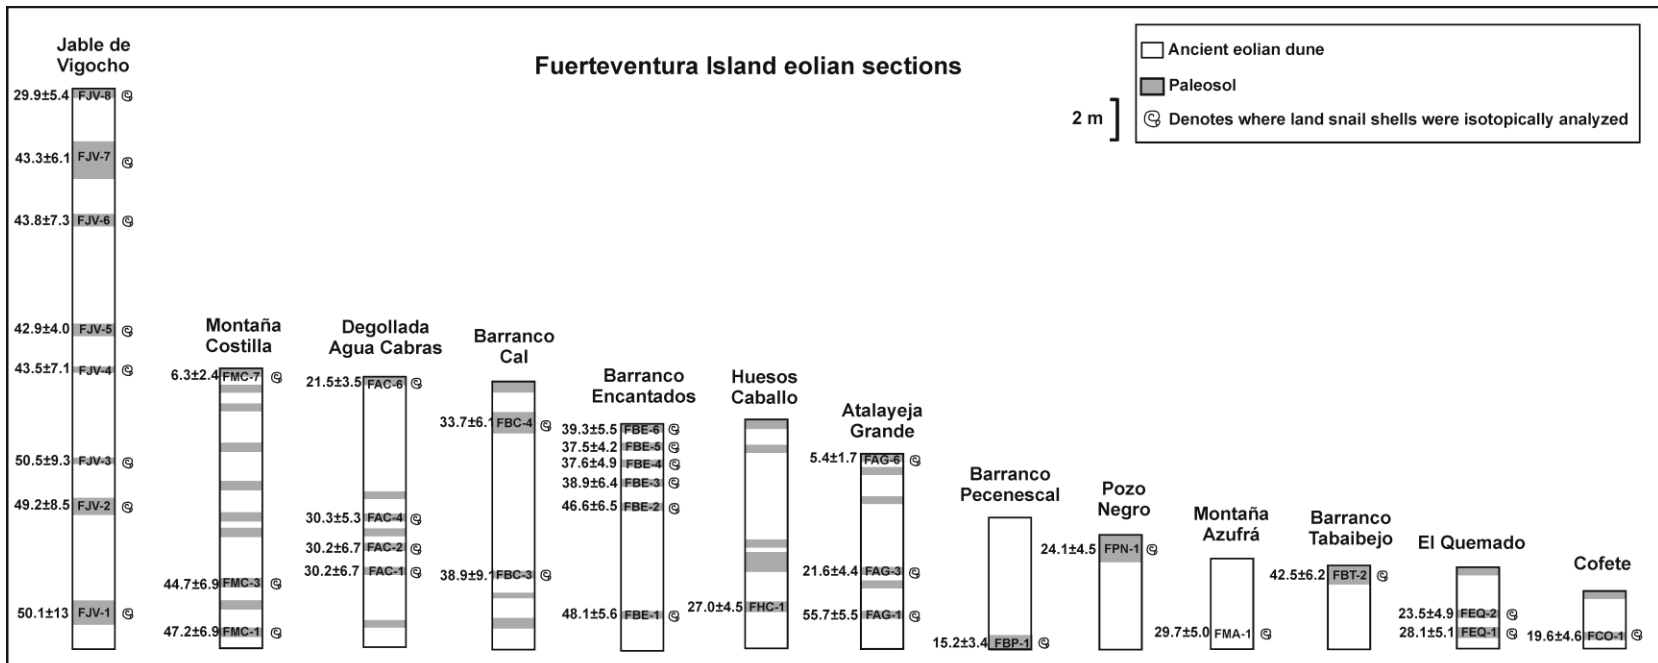 Fuerteventura Island eolian sections
Ancient eolian dune
Paleosol
2 m
Denotes where land snail shells were isotopically analyzed
Jable de
Vigocho
29.9±5.4 FJV-8
43.3±6.1 FJV-7
43.8±7.3 FJV-6
42.9±4.0 FJV-5
43.5±7.1 FJV-4
50.5±9.3 FJV-3
49.2±8.5 FJV-2
50.1±13 FJV-1
Montaña
Costilla
6.3±2.4 FMC-7
44.7±6.9 FMC-3
47.2±6.9 FMC-1
Degollada
Agua Cabras
21.5±3.5 FAC-6
30.3±5.3 FAC-4
30.2±6.7 FAC-2
30.2±6.7 FAC-1
Barranco
Cal
33.7±6.1 FBC-4
38.9±9.1 FBC-3
Barranco
Encantados
39.3±5.5 FBE-6
37.5±4.2 FBE-5
37.6±4.9 FBE-4
38.9±6.4 FBE-3
46.6±6.5 FBE-2
48.1±5.6 FBE-1
Huesos
Caballo
27.0±4.5 FHC-1
Atalayeja
Grande
5.4±1.7 FAG-6
21.6±4.4 FAG-3
55.7±5.5 FAG-1
Barranco
Pecenescal
15.2±3.4 FBP-1
Pozo
Negro
24.1±4.5 FPN-1
Montaña
Azufrá
29.7±5.0 FMA-1
Barranco
Tabaibejo
42.5±6.2 FBT-2
El Quemado
23.5±4.9 FEQ-2
28.1±5.1 FEQ-1
Cofete
19.6±4.6 FCO-1